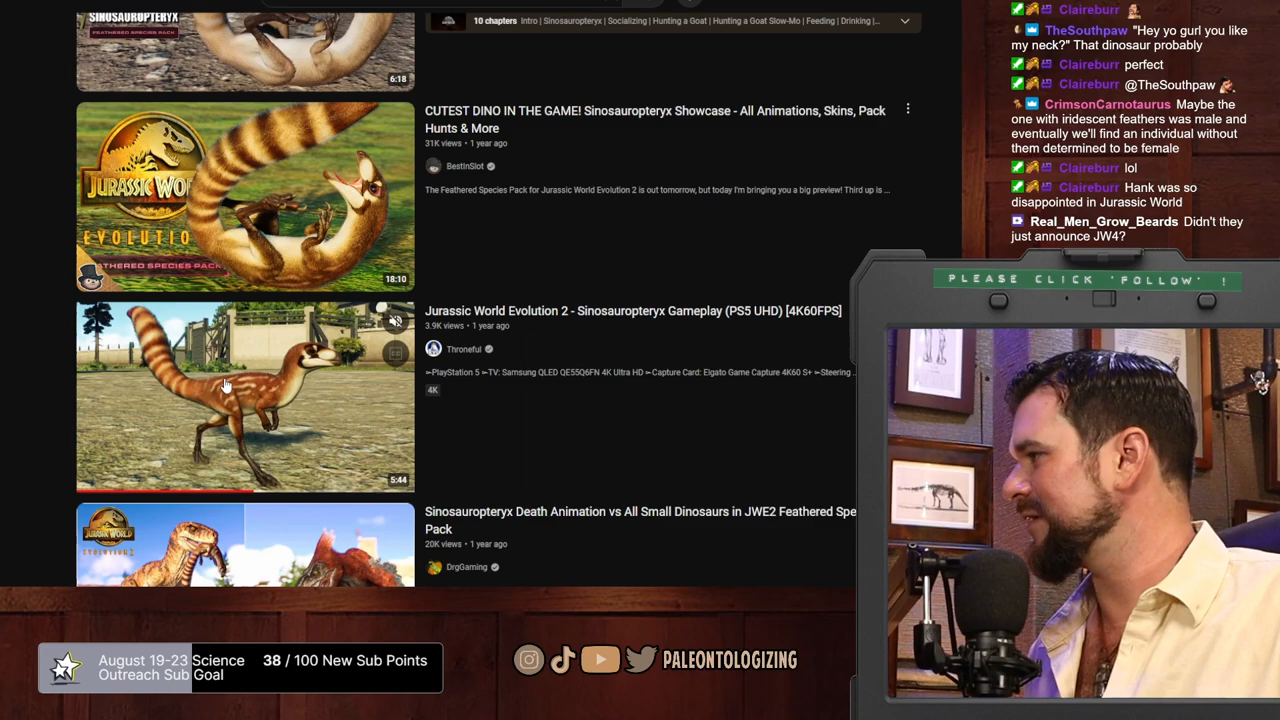 SINOSAUROPTERYX
FEATHERED SPECIES PACK
6:18
10 chapters Intro | Sinosauropteryx | Socializing | Hunting a Goat | Hunting a Goat Slow-Mo | Feeding | Drinking |...
JURASSIC WOR
EVOLUTIO
ATHERED SPECIES PACK
18:10
CUTEST DINO IN THE GAME! Sinosauropteryx Showcase - All Animations, Skins, Pack
Hunts & More
31K views • 1 year ago
BestInSlot
The Feathered Species Pack for Jurassic World Evolution 2 is out tomorrow, but today I'm bringing you a big preview! Third up is ...
5:44
Jurassic World Evolution 2 - Sinosauropteryx Gameplay (PS5 UHD) [4K60FPS]
3.9K views • 1 year ago
Throneful
➳PlayStation 5 ➳TV: Samsung QLED QE55Q6FN 4K Ultra HD ➳Capture Card: Elgato Game Capture 4K60 S+ ➳Steering ..
4K
Sinosauropteryx Death Animation vs All Small Dinosaurs in JWE2 Feathered Spe
Pack
20K views • 1 year ago
DrgGaming
Claireburr
TheSouthpaw "Hey yo gurl you like
my neck?" That dinosaur probably
Claireburr perfect
Claireburr @TheSouthpaw
CrimsonCarnotaurus Maybe the
one with iridescent feathers was male and
eventually we'll find an individual without
them determined to be female
Claireburr lol
Claireburr Hank was so
disappointed in Jurassic World
Real_Men_Grow_Beards Didn't they
just announce JW4?
PLEASE CLICK 'FOLLOW' !
August 19-23 Science
Outreach Sub Goal
38 / 100 New Sub Points
PALEONTOLOGIZING